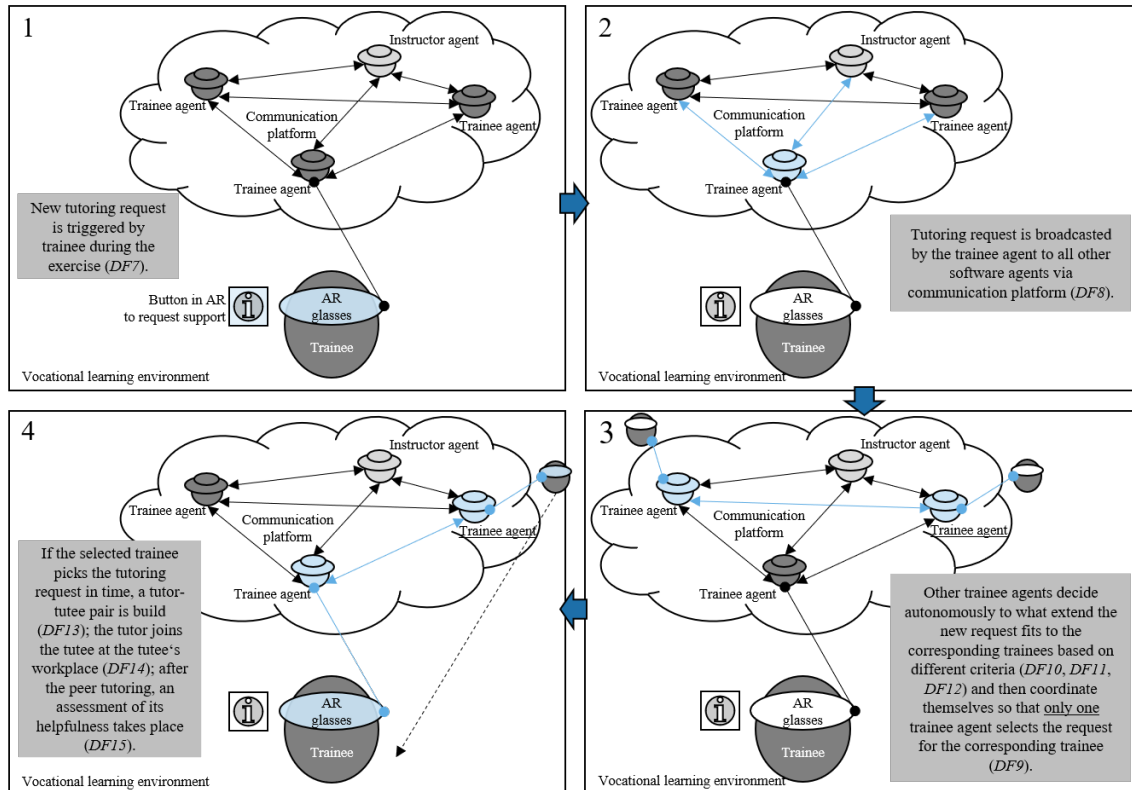 1
Instructor agent
Trainee agent
Communication
platform
Trainee agent
Trainee agent
New tutoring request
is triggered by
trainee during the
exercise (DF7).
Button in AR
to request support
i
AR
glasses
Trainee
Vocational learning environment
2
Instructor agent
Trainee agent
Communication
platform
Trainee agent
Trainee agent
Tutoring request is broadcasted
by the trainee agent to all other
software agents via
communication platform (DF8).
i
AR
glasses
Trainee
Vocational learning environment
3
Instructor agent
Trainee agent
Communication
platform
Trainee agent
Trainee agent
Other trainee agents decide
autonomously to what extend the
new request fits to the
corresponding trainees based on
different criteria (DF10, DF11,
DF12) and then coordinate
themselves so that only one
trainee agent selects the request
for the corresponding trainee
(DF9).
i
AR
glasses
Trainee
Vocational learning environment
4
Instructor agent
Trainee agent
Communication
platform
Trainee agent
Trainee agent
If the selected trainee
picks the tutoring
request in time, a tutor-
tutee pair is build
(DF13); the tutor joins
the tutee at the tutee‘s
workplace (DF14); after
the peer tutoring, an
assessment of its
helpfulness takes place
(DF15).
i
AR
glasses
Trainee
Vocational learning environment